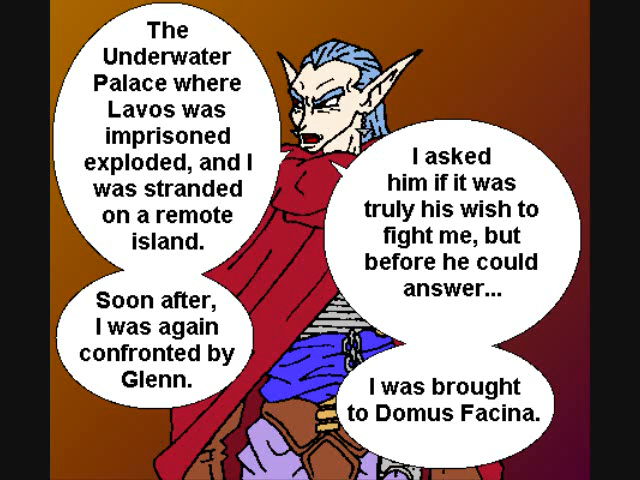 The
Underwater
Palace where
Lavos was
imprisoned
exploded, and I
was stranded
on a remote
island.
Soon after,
I was again
confronted by
Glenn.
I asked
him if it was
truly his wish to
fight me, but
before he could
answer...
I was brought
to Domus Facina.